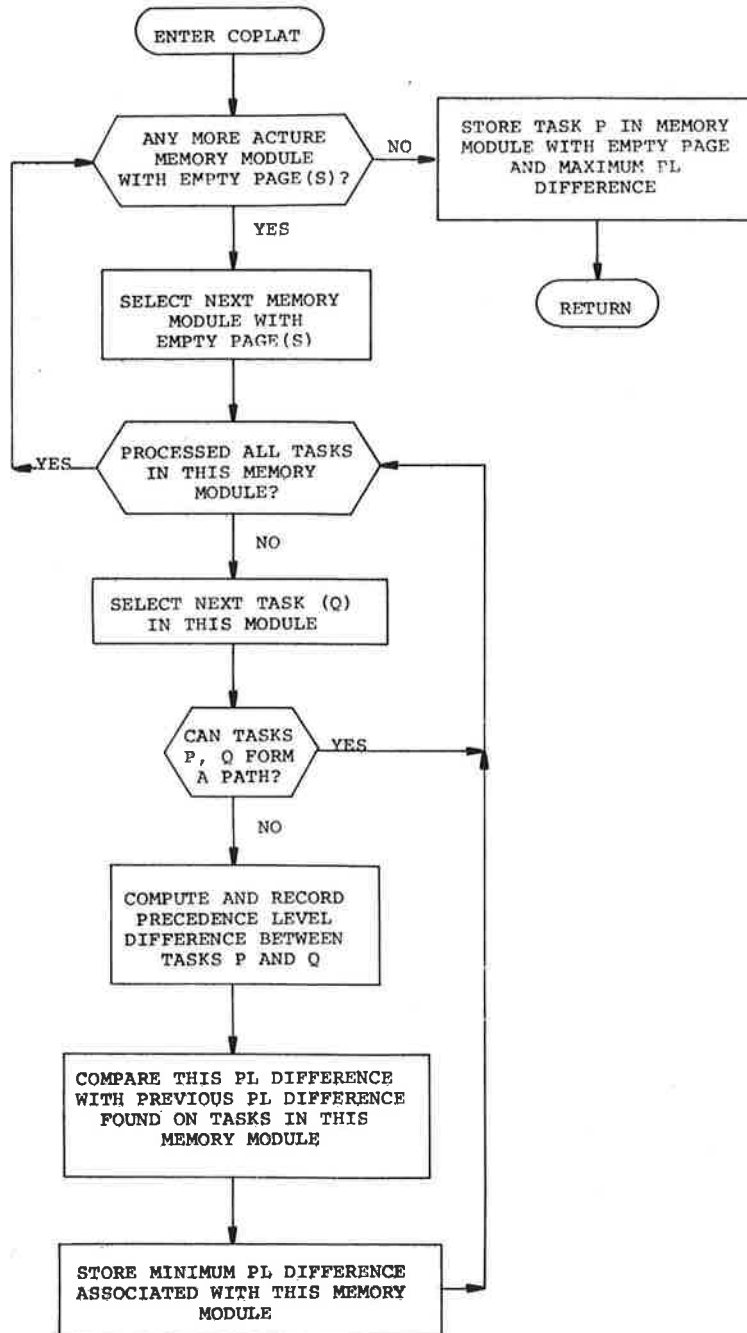 ENTER COPLAT
ANY MORE ACTURE
MEMORY MODULE
WITH EMPTY PAGE(S)?
NO
STORE TASK P IN MEMORY
MODULE WITH EMPTY PAGE
AND MAXIMUM PL
DIFFERENCE
RETURN
YES
SELECT NEXT MEMORY
MODULE WITH
EMPTY PAGE(S)
PROCESSED ALL TASKS
IN THIS MEMORY
MODULE?
YES
NO
SELECT NEXT TASK (Q)
IN THIS MODULE
CAN TASKS
P, Q FORM
A PATH?
YES
NO
COMPUTE AND RECORD
PRECEDENCE LEVEL
DIFFERENCE BETWEEN
TASKS P AND Q
COMPARE THIS PL DIFFERENCE
WITH PREVIOUS PL DIFFERENCE
FOUND ON TASKS IN THIS
MEMORY MODULE
STORE MINIMUM PL DIFFERENCE
ASSOCIATED WITH THIS MEMORY
MODULE